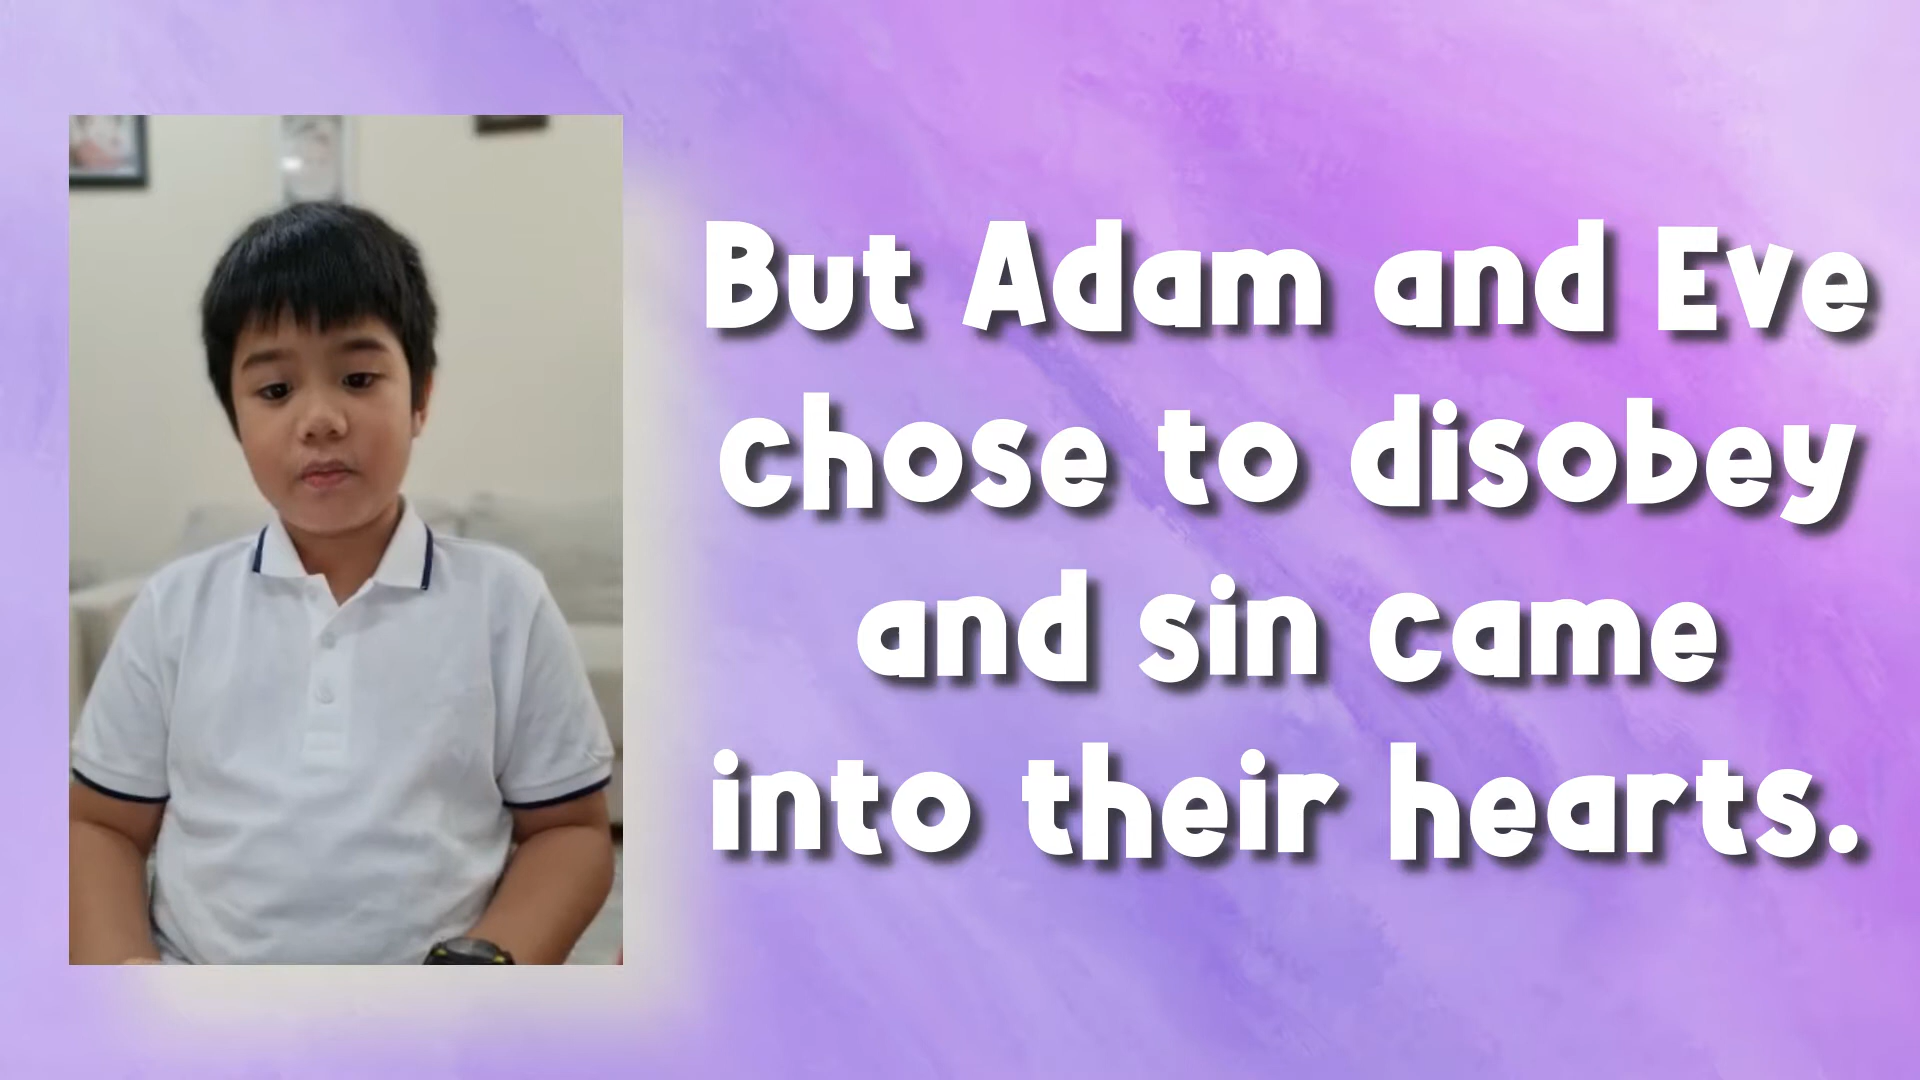 But Adam and Eve
chose to disobey
and sin came
into their hearts.